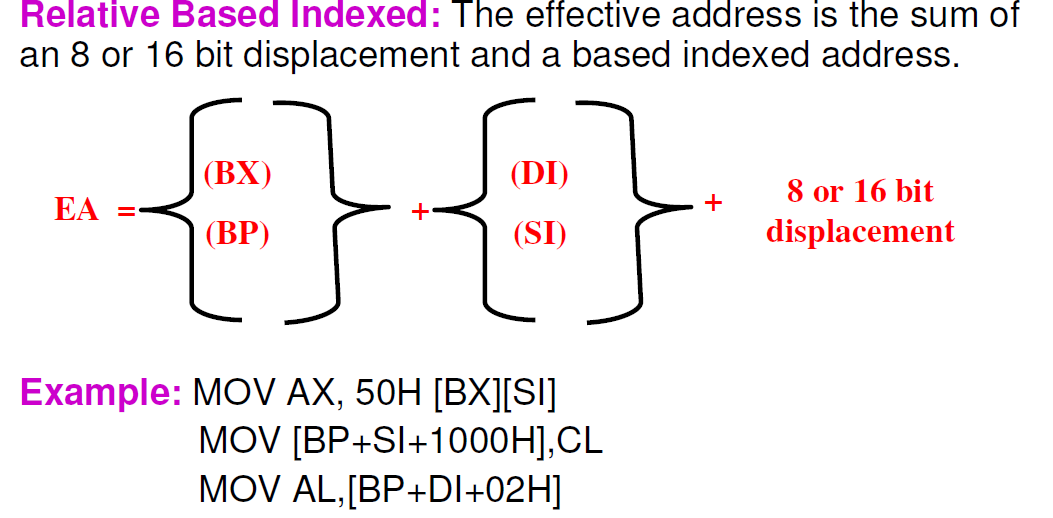 Relative Based Indexed: The effective address is the sum of
an 8 or 16 bit displacement and a based indexed address.
(BX) (DI)
EA = + + 8 or 16 bit
(BP) (SI) displacement
Example: MOV AX, 50H [BX][SI]
MOV [BP+SI+1000H],CL
MOV AL,[BP+DI+02H]